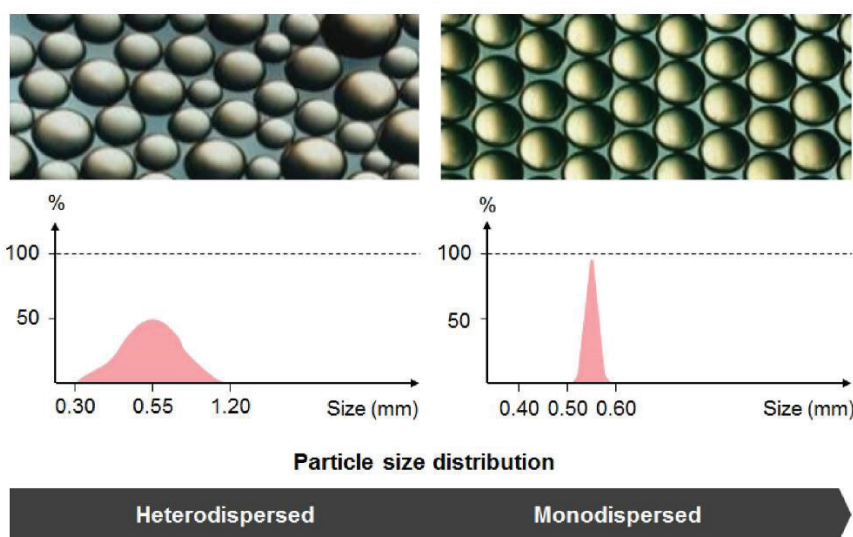 %
100
50
0.30 0.55 1.20 Size (mm)
%
100
50
0.40 0.50 0.60 Size (mm)
Particle size distribution
Heterodispersed Monodispersed